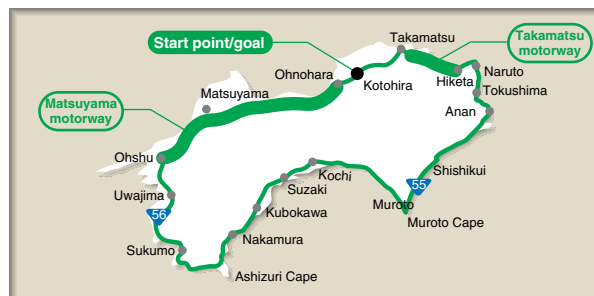 Start point/goal
Takamatsu
Takamatsu
motorway
Ohnohara
Kotohira
Hiketa
Naruto
Tokushima
Anan
Matsuyama
Matsuyama
motorway
Ohshu
Shishikui
Kochi
55
Uwajima
Suzaki
Muroto
56
Kubokawa
Muroto Cape
Nakamura
Sukumo
Ashizuri Cape